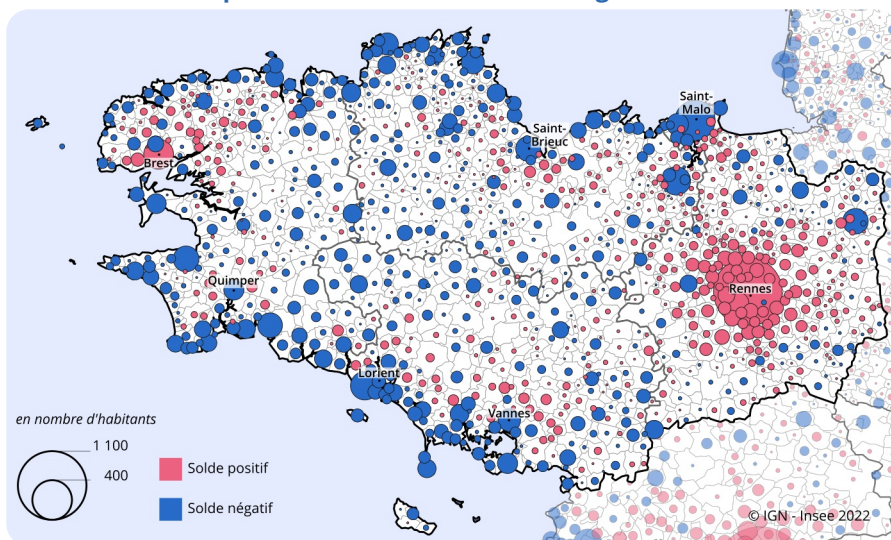 Saint-
Malo
Saint-
Brieuc
Brest
Quimper
Rennes
Lorient
Vannes
en nombre d'habitants
1 100
400
Solde positif
Solde négatif
© IGN - Insee 2022